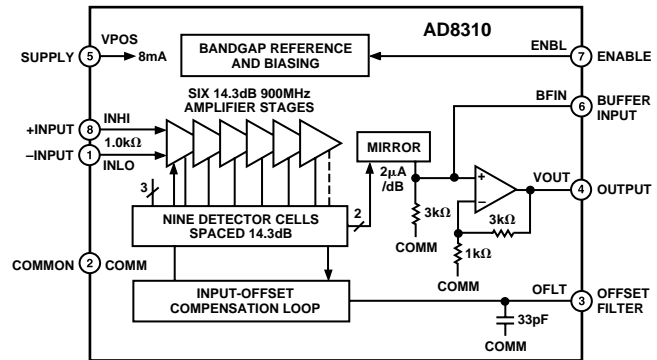 AD8310
SUPPLY
5
VPOS
8mA
BANDGAP REFERENCE
AND BIASING
ENBL
7
ENABLE
SIX 14.3dB 900MHz
AMPLIFIER STAGES
BFIN
6
BUFFER
INPUT
+INPUT
8
INHI
1.0kΩ
–INPUT
1
INLO
MIRROR
2µA
/dB
+
–
VOUT
4
OUTPUT
3
2
3kΩ
3kΩ
COMM
1kΩ
COMM
NINE DETECTOR CELLS
SPACED 14.3dB
COMMON
2
COMM
INPUT-OFFSET
COMPENSATION LOOP
OFLT
3
OFFSET
FILTER
33pF
COMM